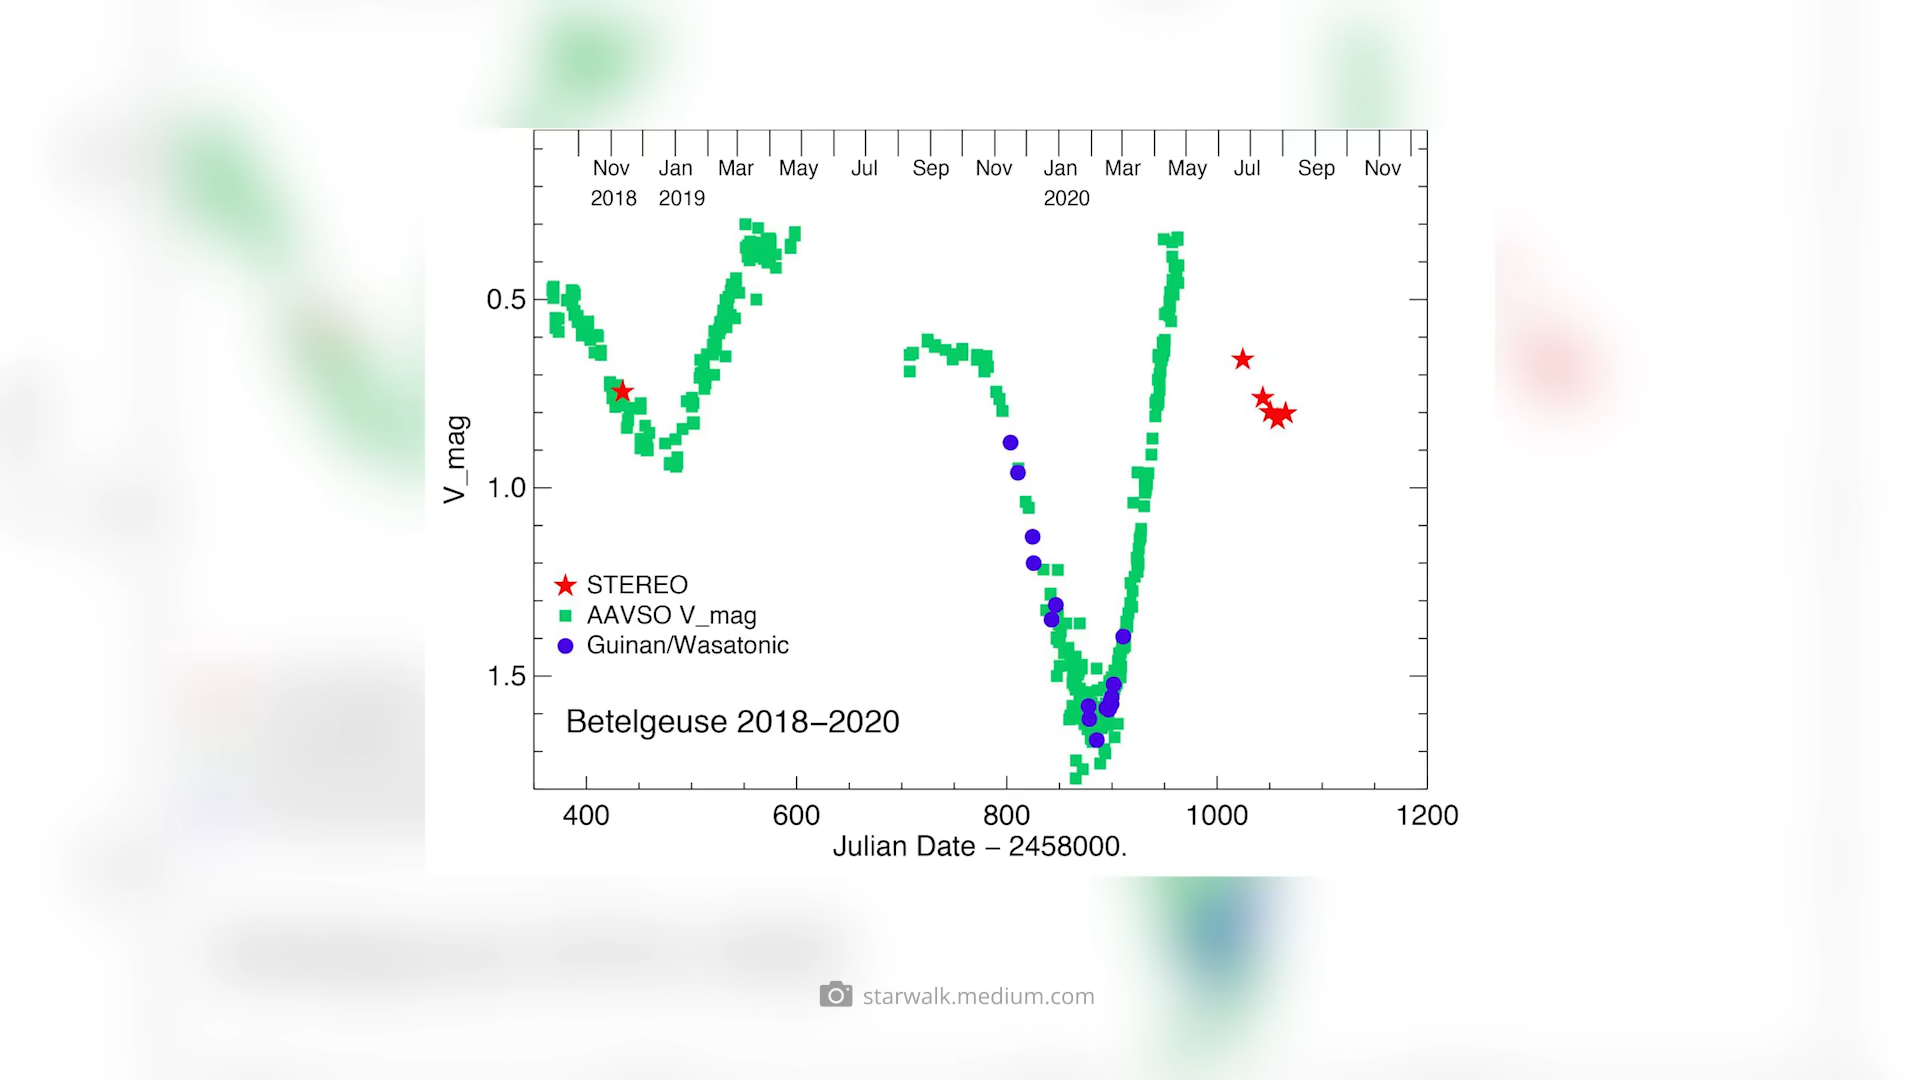 Nov Jan Mar May Jul Sep Nov Jan Mar May Jul Sep Nov
2018 2019 2020
0.5
1.0
1.5
V_mag
STEREO
AAVSO V_mag
Guinan/Wasatonic
Betelgeuse 2018–2020
400 600 800 1000 1200
Julian Date – 2458000.
starwalk.medium.com